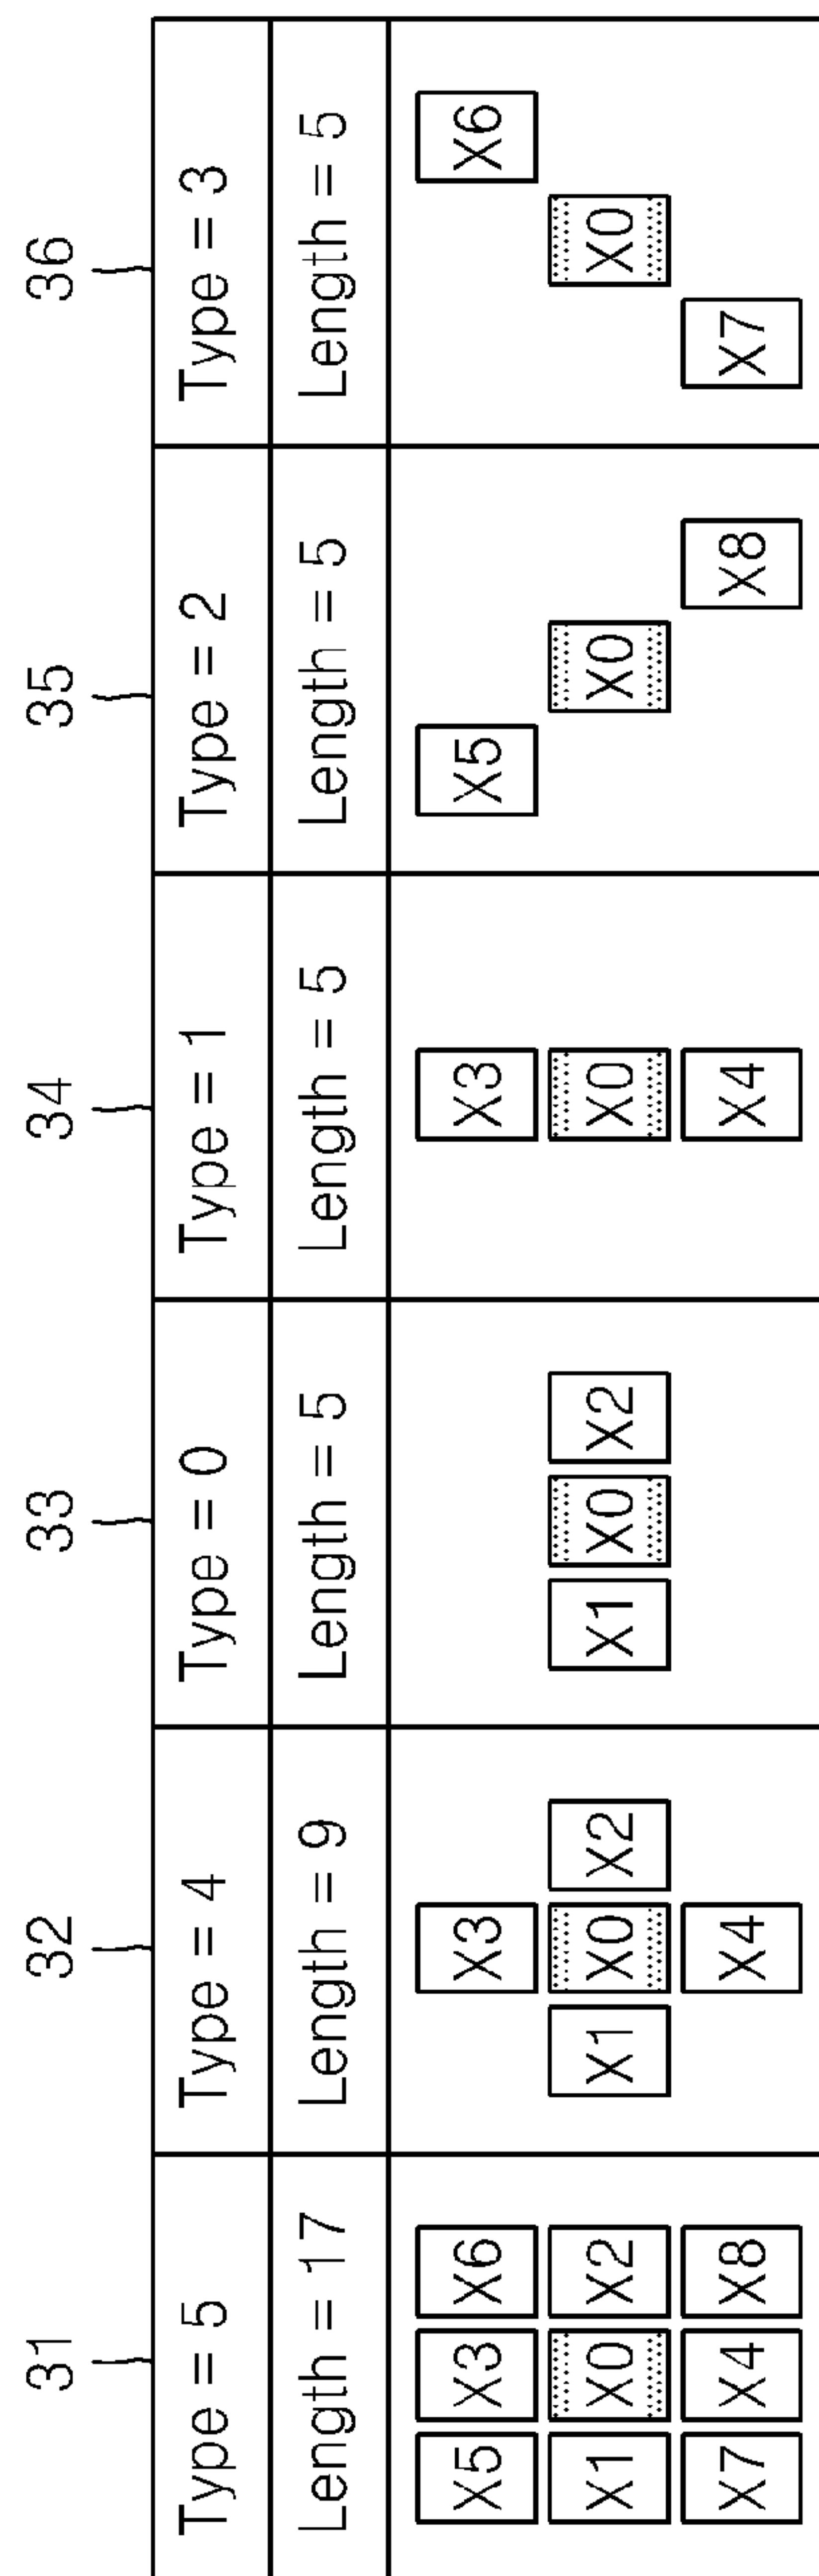 31 32 33 34 35 36
Type = 5 Type = 4 Type = 0 Type = 1 Type = 2 Type = 3
Length = 17 Length = 9 Length = 5 Length = 5 Length = 5 Length = 5
X5 X3 X6 X3 X3 X5 X6
X1 X0 X2 X1 X0 X2 X1 X0 X2 X0 X0 X0
X7 X4 X8 X4 X4 X8 X7